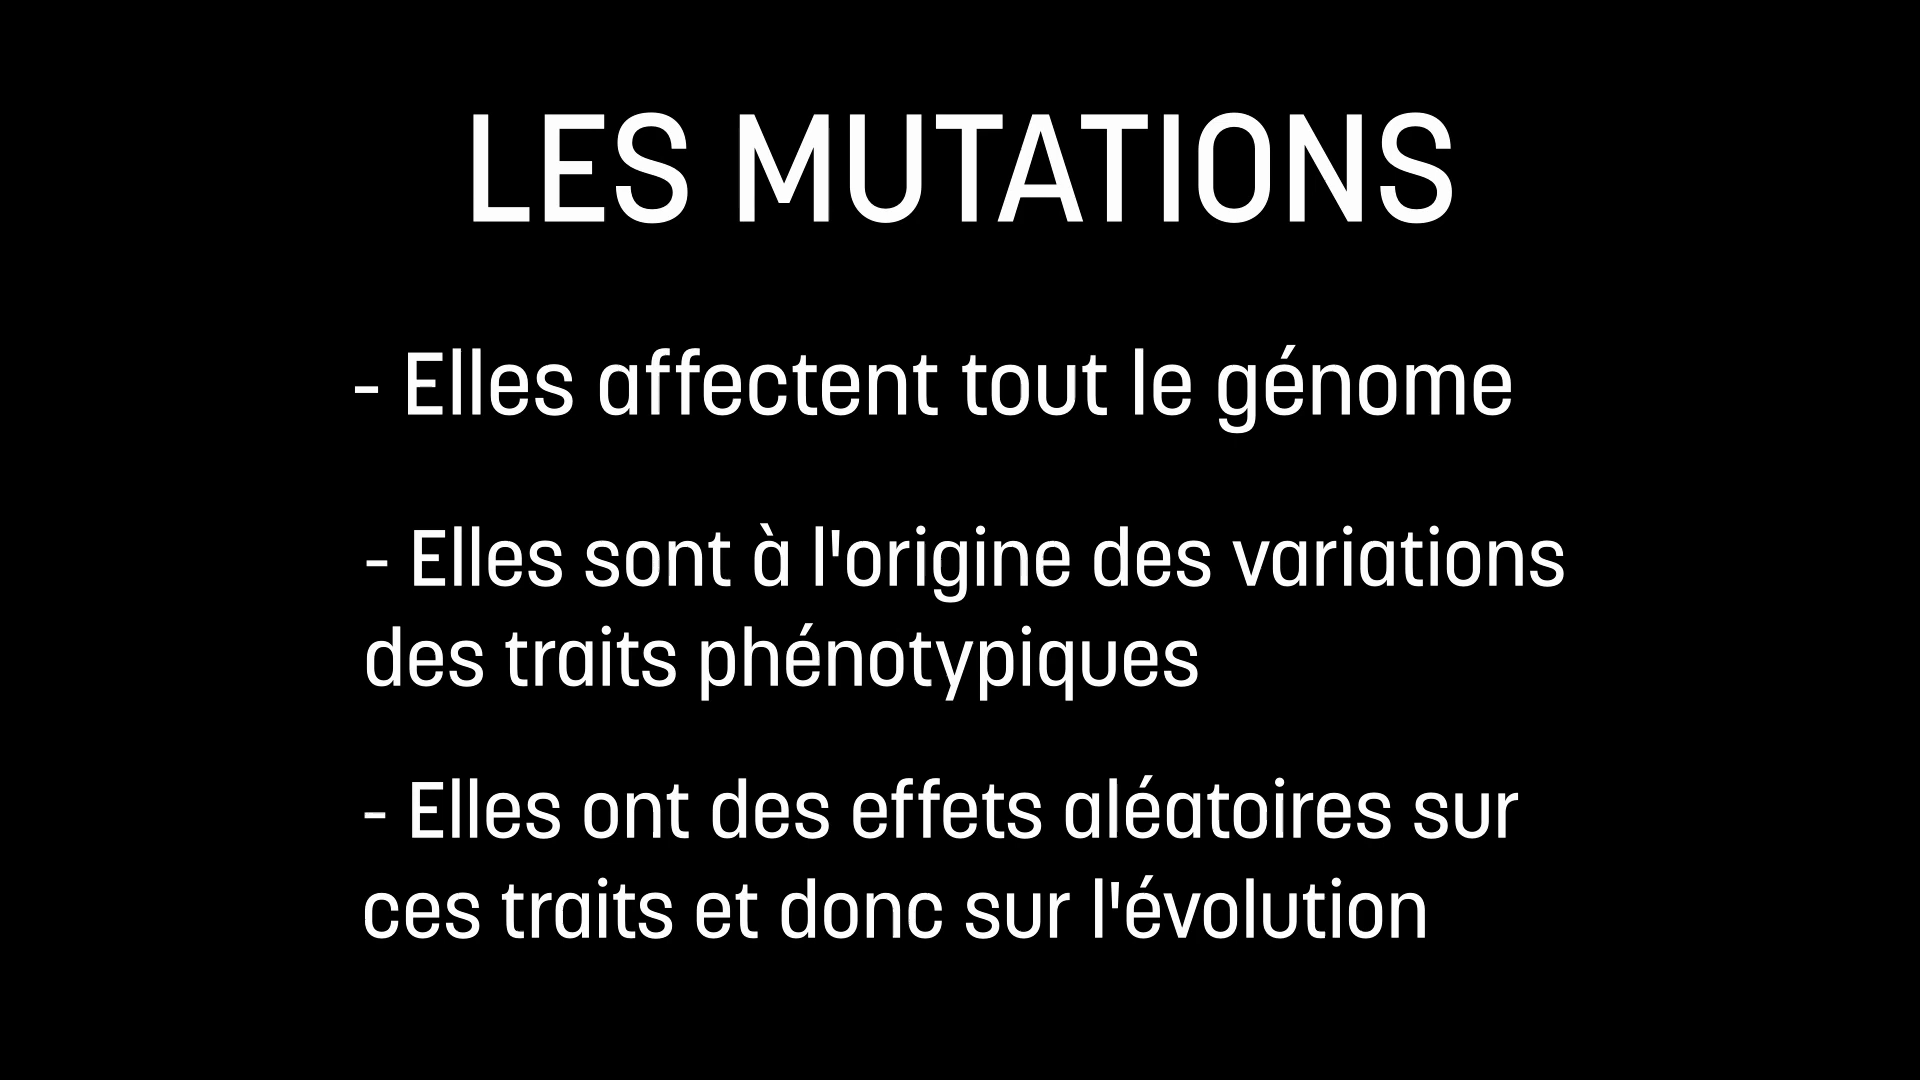 LES MUTATIONS
- Elles affectent tout le génome
- Elles sont à l'origine des variations
des traits phénotypiques
- Elles ont des effets aléatoires sur
ces traits et donc sur l'évolution